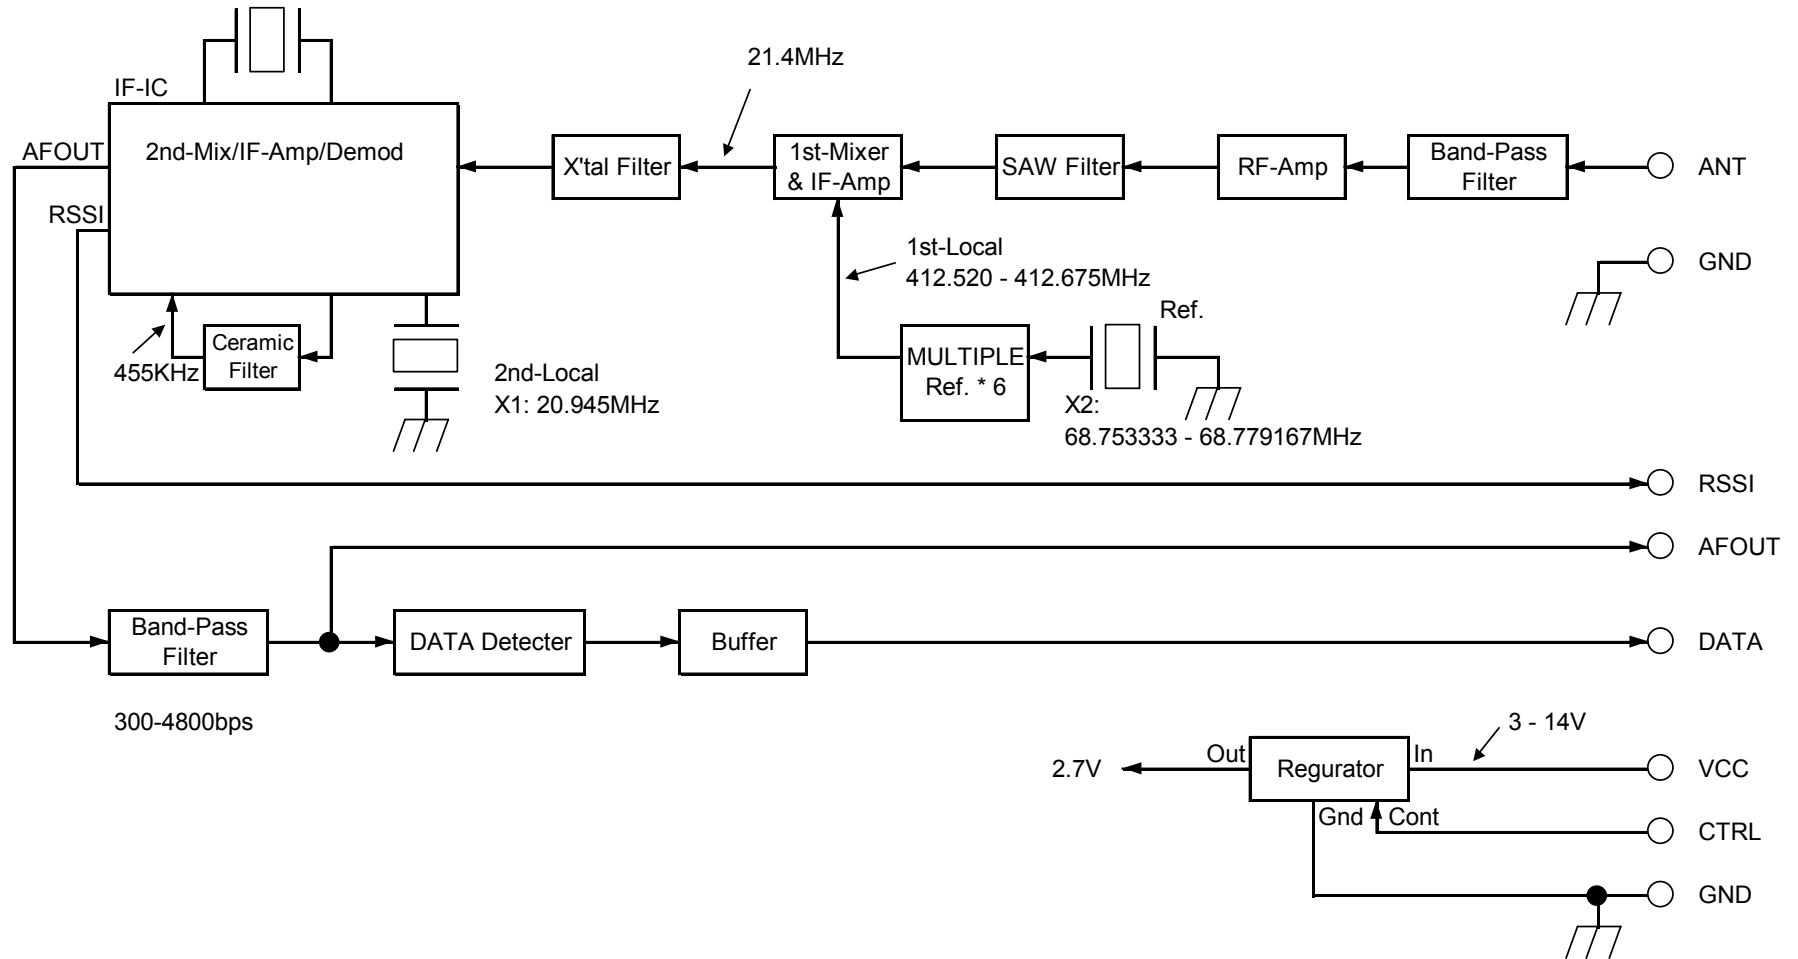 21.4MHz
IF-IC
AFOUT
2nd-Mix/IF-Amp/Demod
RSSI
X'tal Filter
1st-Mixer
& IF-Amp
SAW Filter
RF-Amp
Band-Pass
Filter
ANT
GND
1st-Local
412.520 - 412.675MHz
Ref.
MULTIPLE
Ref. * 6
X2:
68.753333 - 68.779167MHz
Ceramic
Filter
455KHz
2nd-Local
X1: 20.945MHz
RSSI
AFOUT
Band-Pass
Filter
DATA Detecter
Buffer
DATA
300-4800bps
3 - 14V
2.7V
Out
Regurator
In
VCC
Gnd
Cont
CTRL
GND